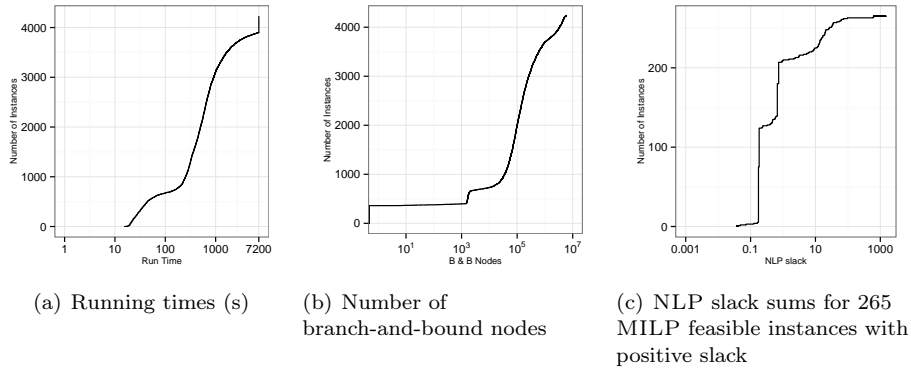 Number of Instances
4000
3000
2000
1000
0
1
10
100
1000
7200
Run Time
Number of Instances
4000
3000
2000
1000
0
10^1
10^3
10^5
10^7
B & B Nodes
Number of Instances
200
100
0
0.001
0.1
10
1000
NLP slack
(a) Running times (s)
(b) Number of
branch-and-bound nodes
(c) NLP slack sums for 265
MILP feasible instances with
positive slack